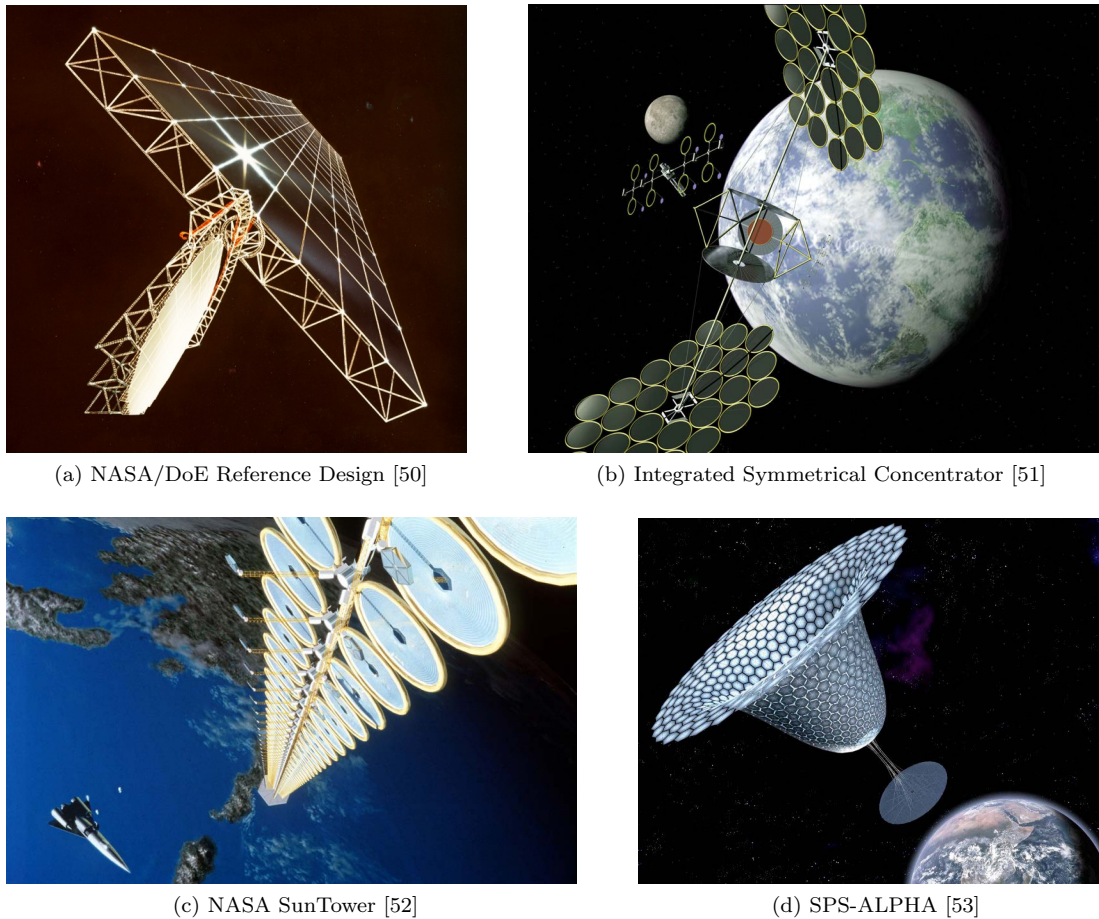 (a) NASA/DoE Reference Design [50]
(b) Integrated Symmetrical Concentrator [51]
(c) NASA SunTower [52]
(d) SPS-ALPHA [53]